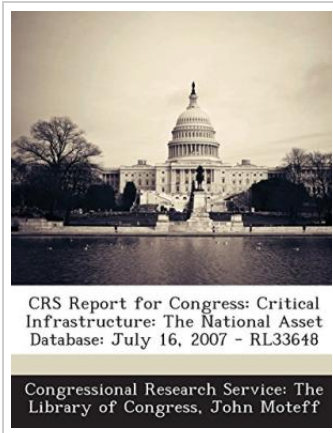 CRS Report for Congress: Critical
Infrastructure: The National Asset
Database: July 16, 2007 - RL33648
Congressional Research Service: The
Library of Congress, John Moteff